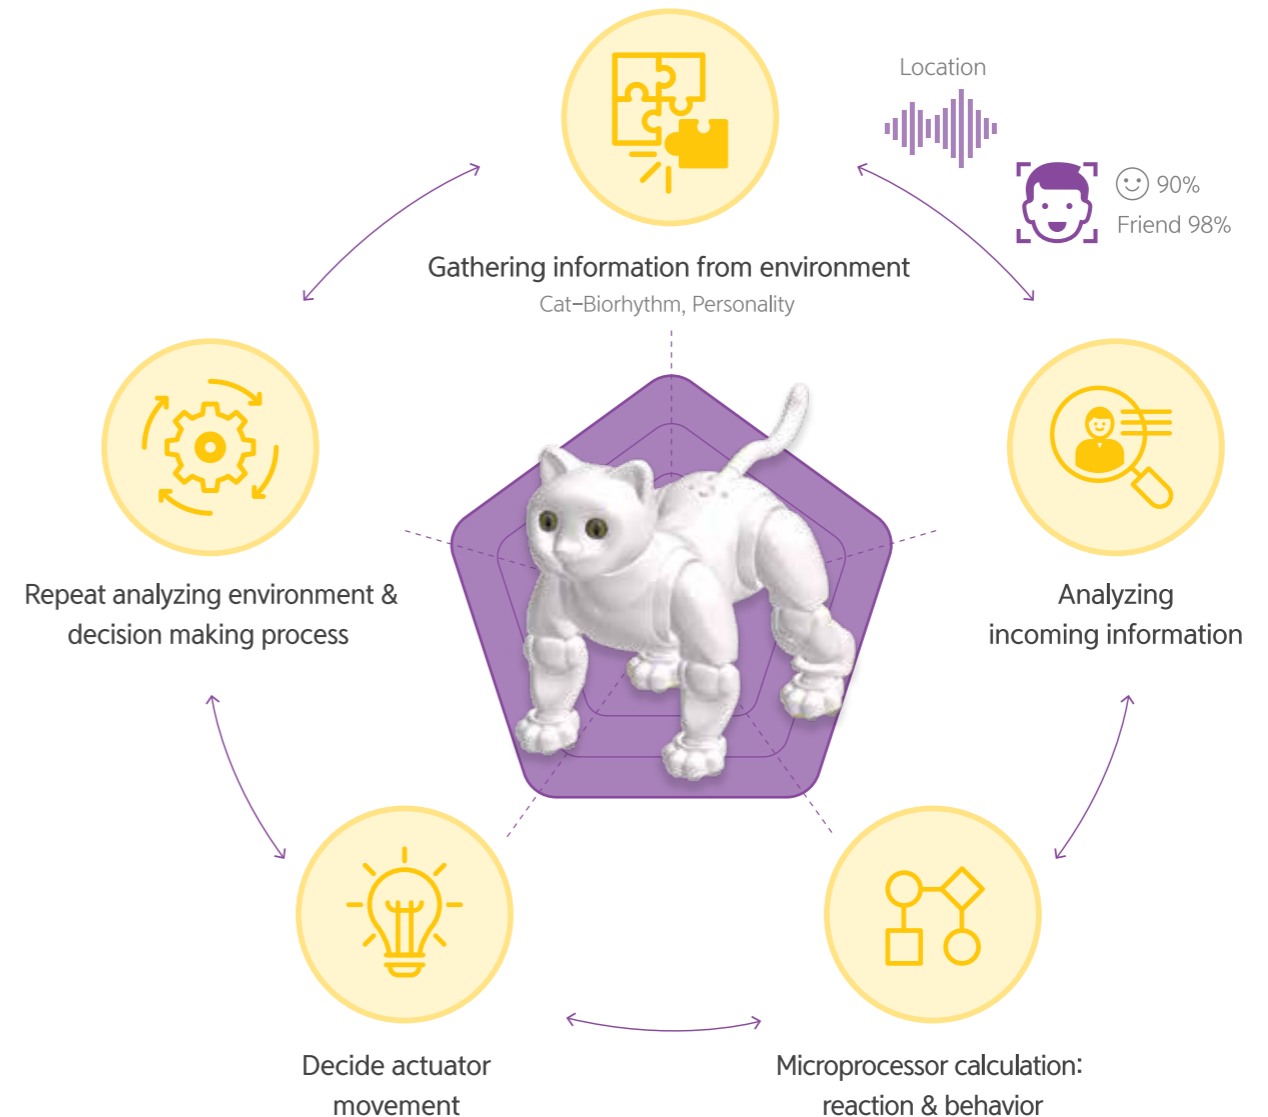 Location
90%
Friend 98%
Gathering information from environment
Cat-Biorhythm, Personality
Repeat analyzing environment &
decision making process
Analyzing
incoming information
Decide actuator
movement
Microprocessor calculation:
reaction & behavior